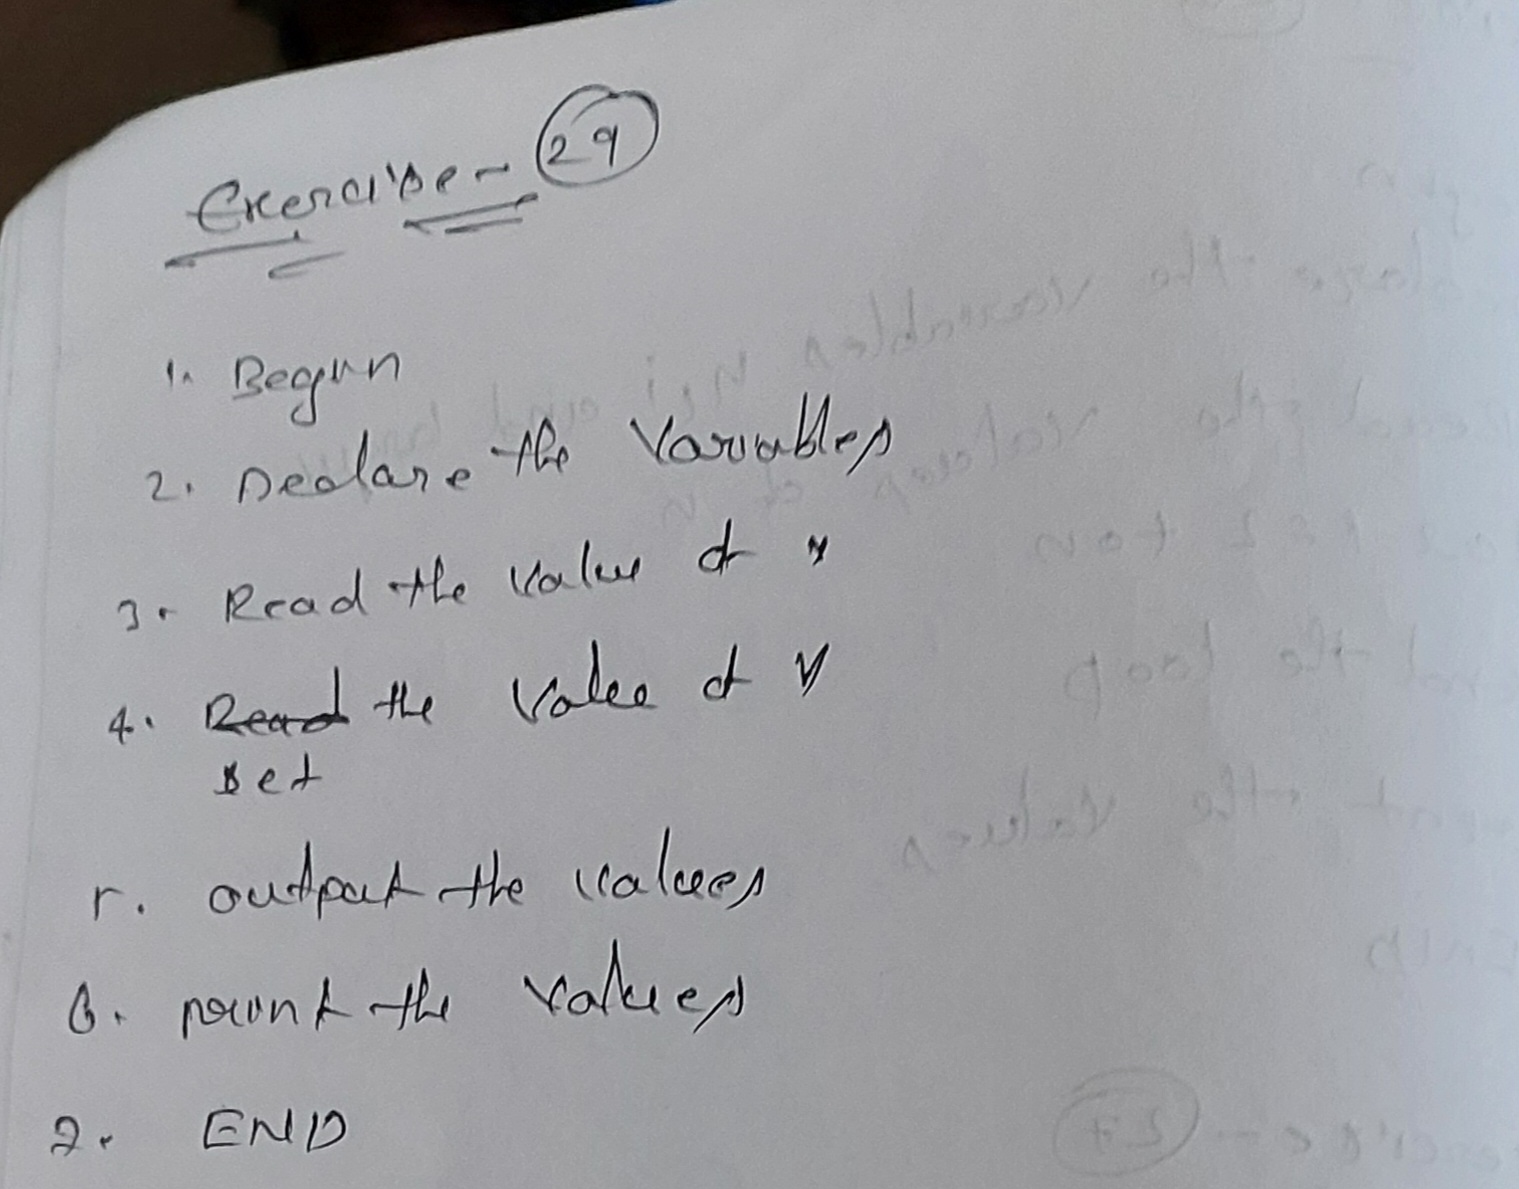 Exercise - 29
1. Begin
2. Declare the Variables
3. Read the value of x
4. Read the value of y
set
5. output the values
6. print the values
7. END